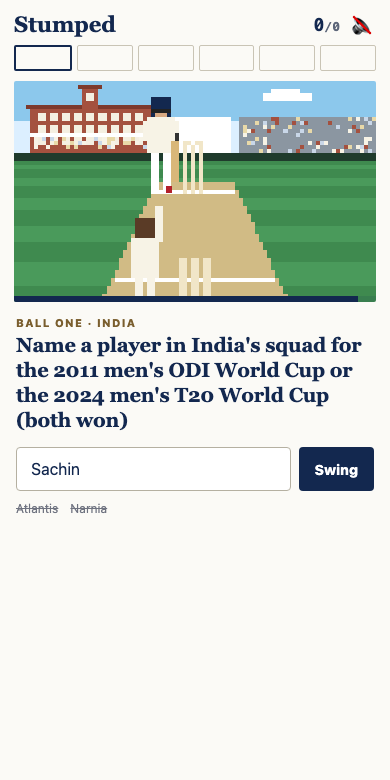 Stumped
0/0
BALL ONE · INDIA
Name a player in India's squad for
the 2011 men's ODI World Cup or
the 2024 men's T20 World Cup
(both won)
Sachin
Swing
Atlantis Narnia